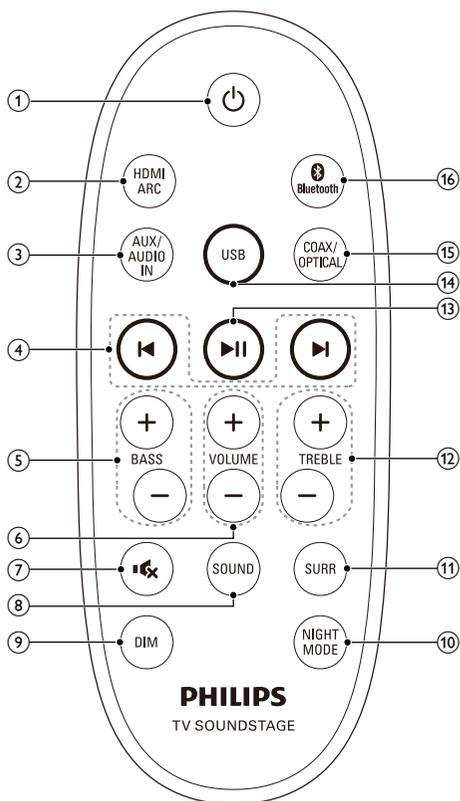 1
2
HDMI
ARC
Bluetooth
16
3
AUX/
AUDIO
IN
USB
COAX/
OPTICAL
15
14
13
4
5
+
BASS
−
+
VOLUME
−
+
TREBLE
−
12
6
7
8
SOUND
SURR
11
9
DIM
NIGHT
MODE
10
PHILIPS
TV SOUNDSTAGE